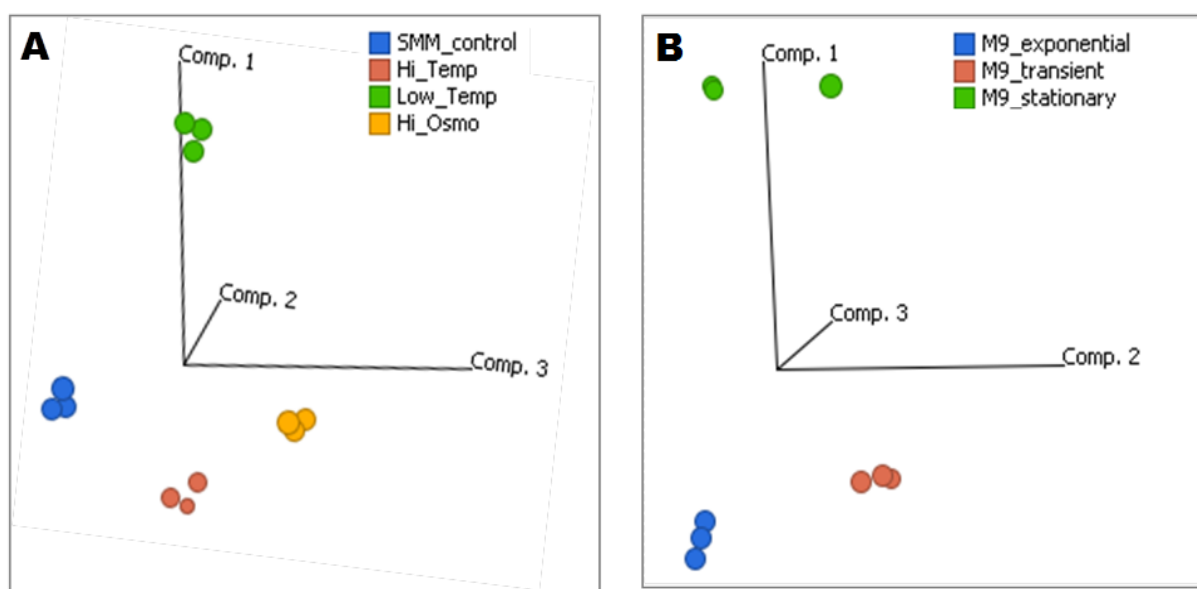 A
SMM_control
Hi_Temp
Low_Temp
Hi_Osmo
Comp. 1
Comp. 2
Comp. 3
B
M9_exponential
M9_transient
M9_stationary
Comp. 1
Comp. 3
Comp. 2